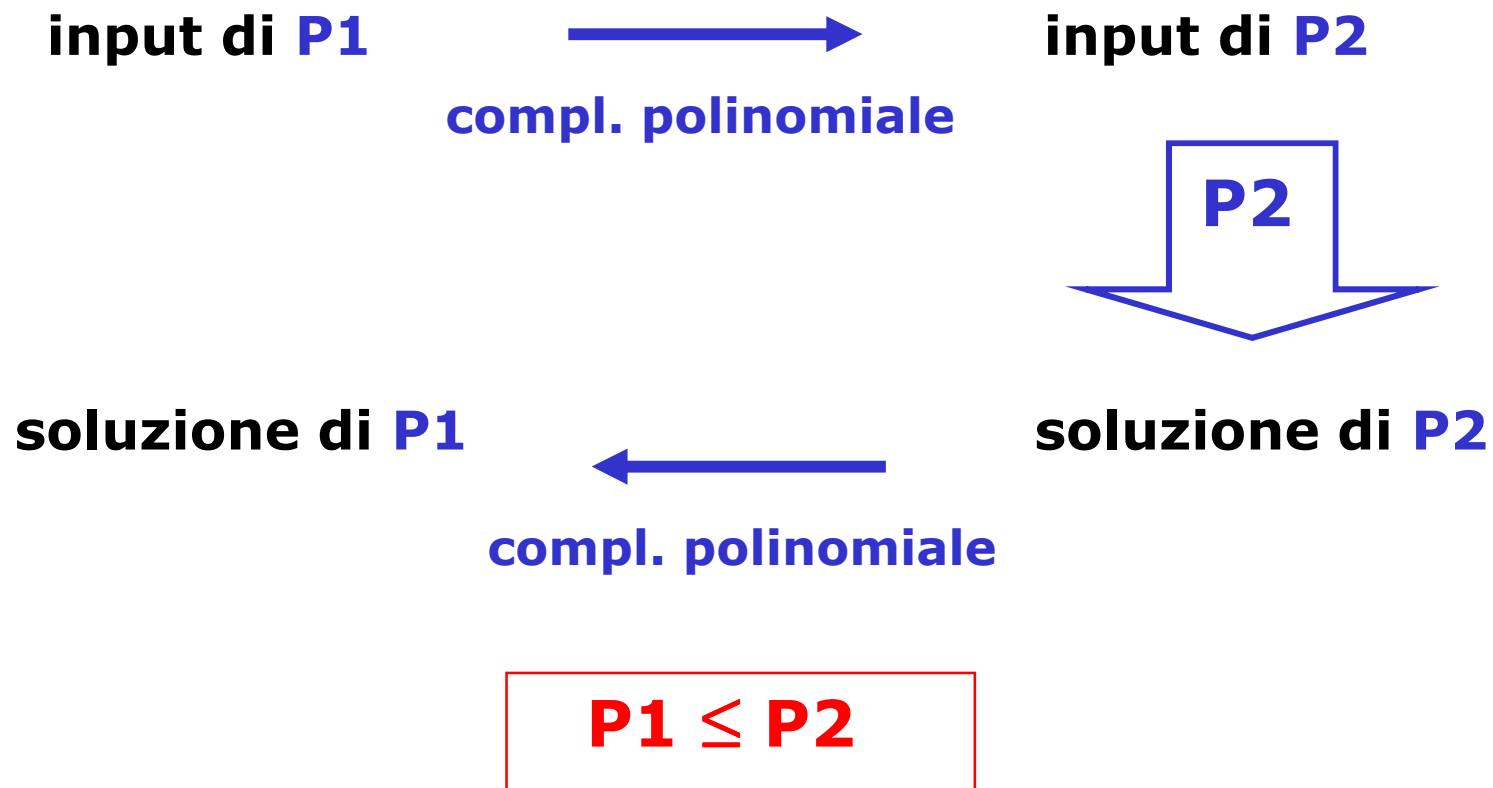 input di P1
input di P2
compl. polinomiale
P2
soluzione di P1
soluzione di P2
compl. polinomiale
P1 ≤ P2